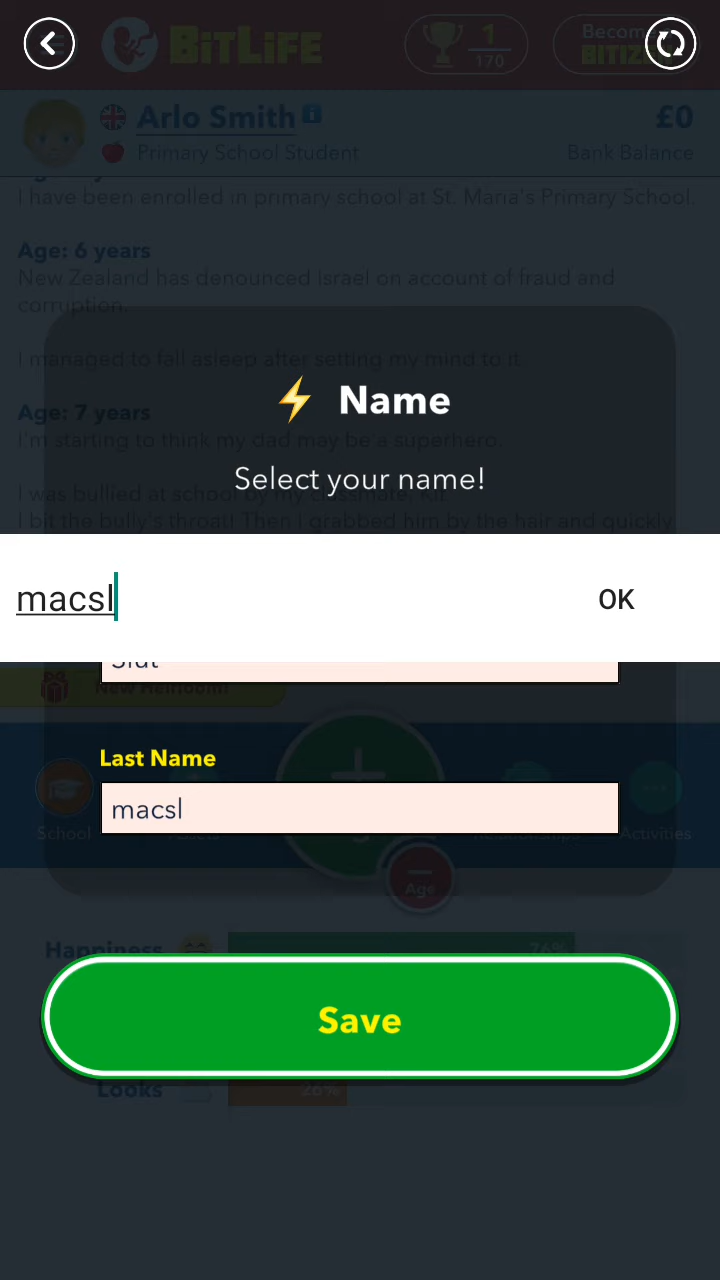 BITLIFE
1
170
Become
BITIZE
Arlo Smith
£0
Primary School Student
Bank Balance
I have been enrolled in primary school at St. Maria's Primary School.
Age: 6 years
New Zealand has denounced Israel on account of fraud and
corruption.
I managed to fall asleep after setting my mind to it.
Age: 7 years
Name
I'm starting to think my dad may be a superhero.
Select your name!
I was bullied at school by my classmate, Kit.
I bit the bully's throat! Then I grabbed him by the hair and quickly
macsl
OK
Slut
New Heirloom!
Last Name
macsl
School
Assets
Relationships
Activities
Age
Happiness
76%
Save
Looks
26%